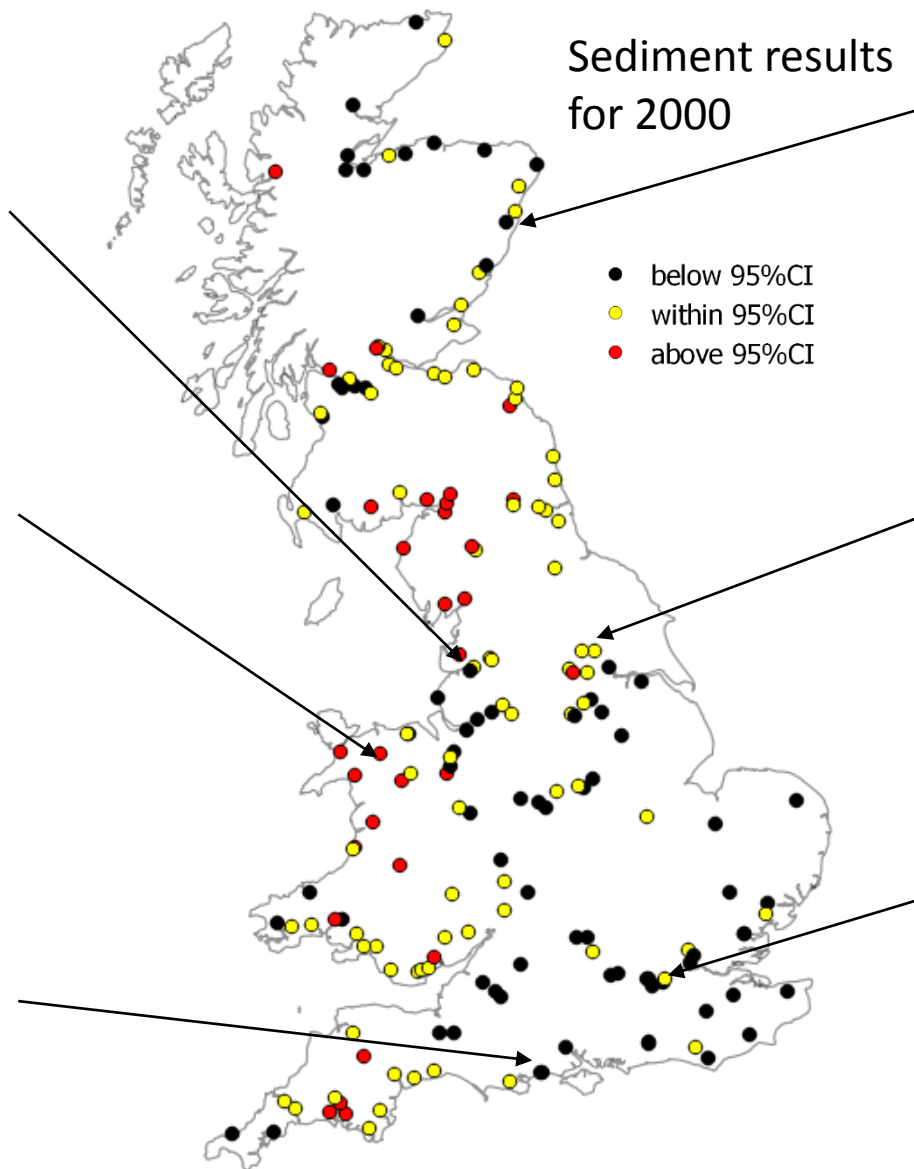 Sediment results
for 2000
below 95%CI
within 95%CI
above 95%CI